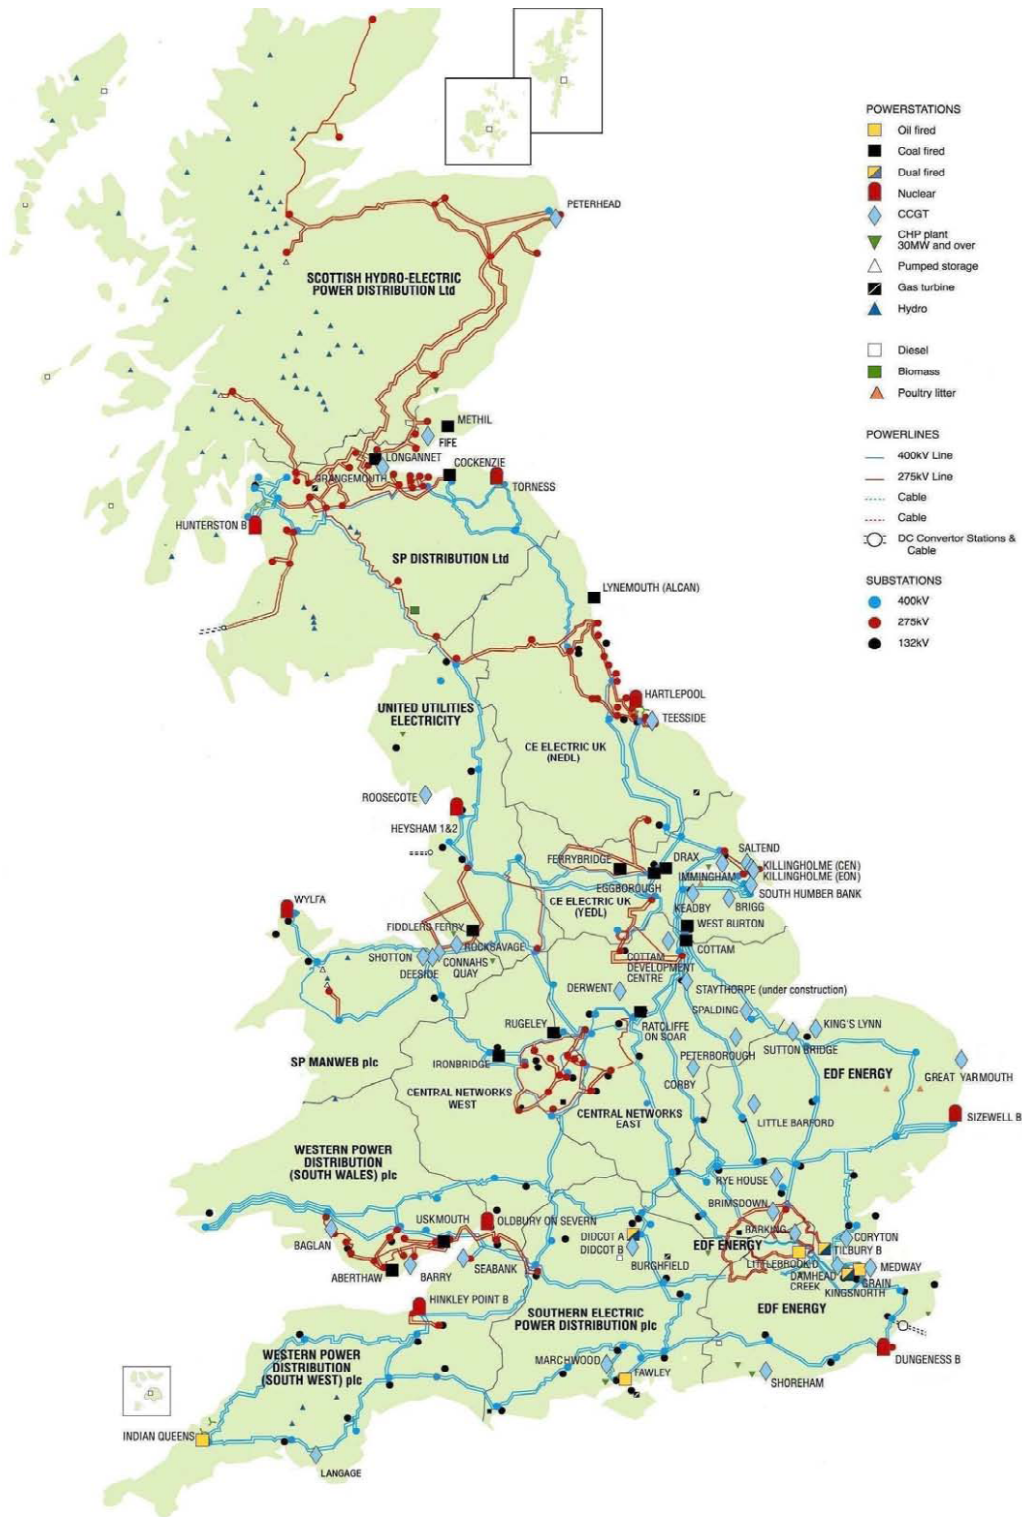 POWERSTATIONS
Oil fired
Coal fired
Dual fired
Nuclear
CCGT
CHP plant
30MW and over
Pumped storage
Gas turbine
Hydro
Diesel
Biomass
Poultry litter
POWERLINES
400kV Line
275kV Line
Cable
Cable
DC Convertor Stations &
Cable
SUBSTATIONS
400kV
275kV
132kV
PETERHEAD
SCOTTISH HYDRO-ELECTRIC
POWER DISTRIBUTION Ltd
METHIL
FIFE
LONGANNET
GRANGEMOUTH
COCKENZIE
TORNESS
HUNTERSTON B
SP DISTRIBUTION Ltd
LYNEMOUTH (ALCAN)
HARTLEPOOL
TEESSIDE
UNITED UTILITIES
ELECTRICITY
CE ELECTRIC UK
(NEDL)
ROOSECOTE
HEYSHAM 1&2
FERRYBRIDGE
DRAX
SALTEND
KILLINGHOLME (CEN)
KILLINGHOLME (EON)
IMMINGHAM
SOUTH HUMBER BANK
EGGBOROUGH
KEADBY
BRIGG
CE ELECTRIC UK
(YEDL)
WYLFA
FIDDLERS FERRY
WEST BURTON
ROCKSAVAGE
COTTAM
SHOTTON
CONNAHS
QUAY
DEESIDE
COTTAM
DEVELOPMENT
CENTRE
DERWENT
STAYTHORPE (under construction)
SPALDING
RUGELEY
RATCLIFFE
ON SOAR
KING'S LYNN
SUTTON BRIDGE
PETERBOROUGH
SP MANWEB plc
IRONBRIDGE
CORBY
EDF ENERGY
GREAT YARMOUTH
CENTRAL NETWORKS
WEST
CENTRAL NETWORKS
EAST
LITTLE BARFORD
SIZEWELL B
WESTERN POWER
DISTRIBUTION
(SOUTH WALES) plc
RYE HOUSE
BRIMSDOWN
USKMOUTH
OLDBURY ON SEVERN
BAGLAN
DIDCOT A
DIDCOT B
BARKING
CORYTON
EDF ENERGY
TILBURY B
ABERTHAW
BARRY
SEABANK
BURGHFIELD
LITTLEBROOK D
DAMHEAD
CREEK
MEDWAY
GRAIN
KINGSNORTH
HINKLEY POINT B
SOUTHERN ELECTRIC
POWER DISTRIBUTION plc
EDF ENERGY
WESTERN POWER
DISTRIBUTION
(SOUTH WEST) plc
MARCHWOOD
FAWLEY
SHOREHAM
DUNGENESS B
INDIAN QUEENS
LANGAGE